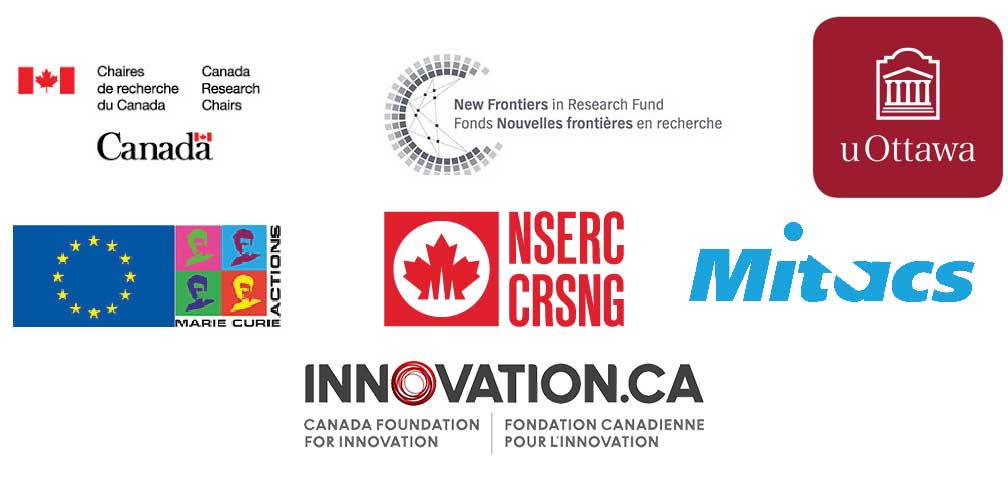 Chaires
de recherche
du Canada
Canada
Research
Chairs
Canada
New Frontiers in Research Fund
Fonds Nouvelles frontières en recherche
uOttawa
MARIE CURIE
ACTIONS
NSERC
CRSNG
Mitacs
INNOVATION.CA
CANADA FOUNDATION
FOR INNOVATION
FONDATION CANADIENNE
POUR L'INNOVATION